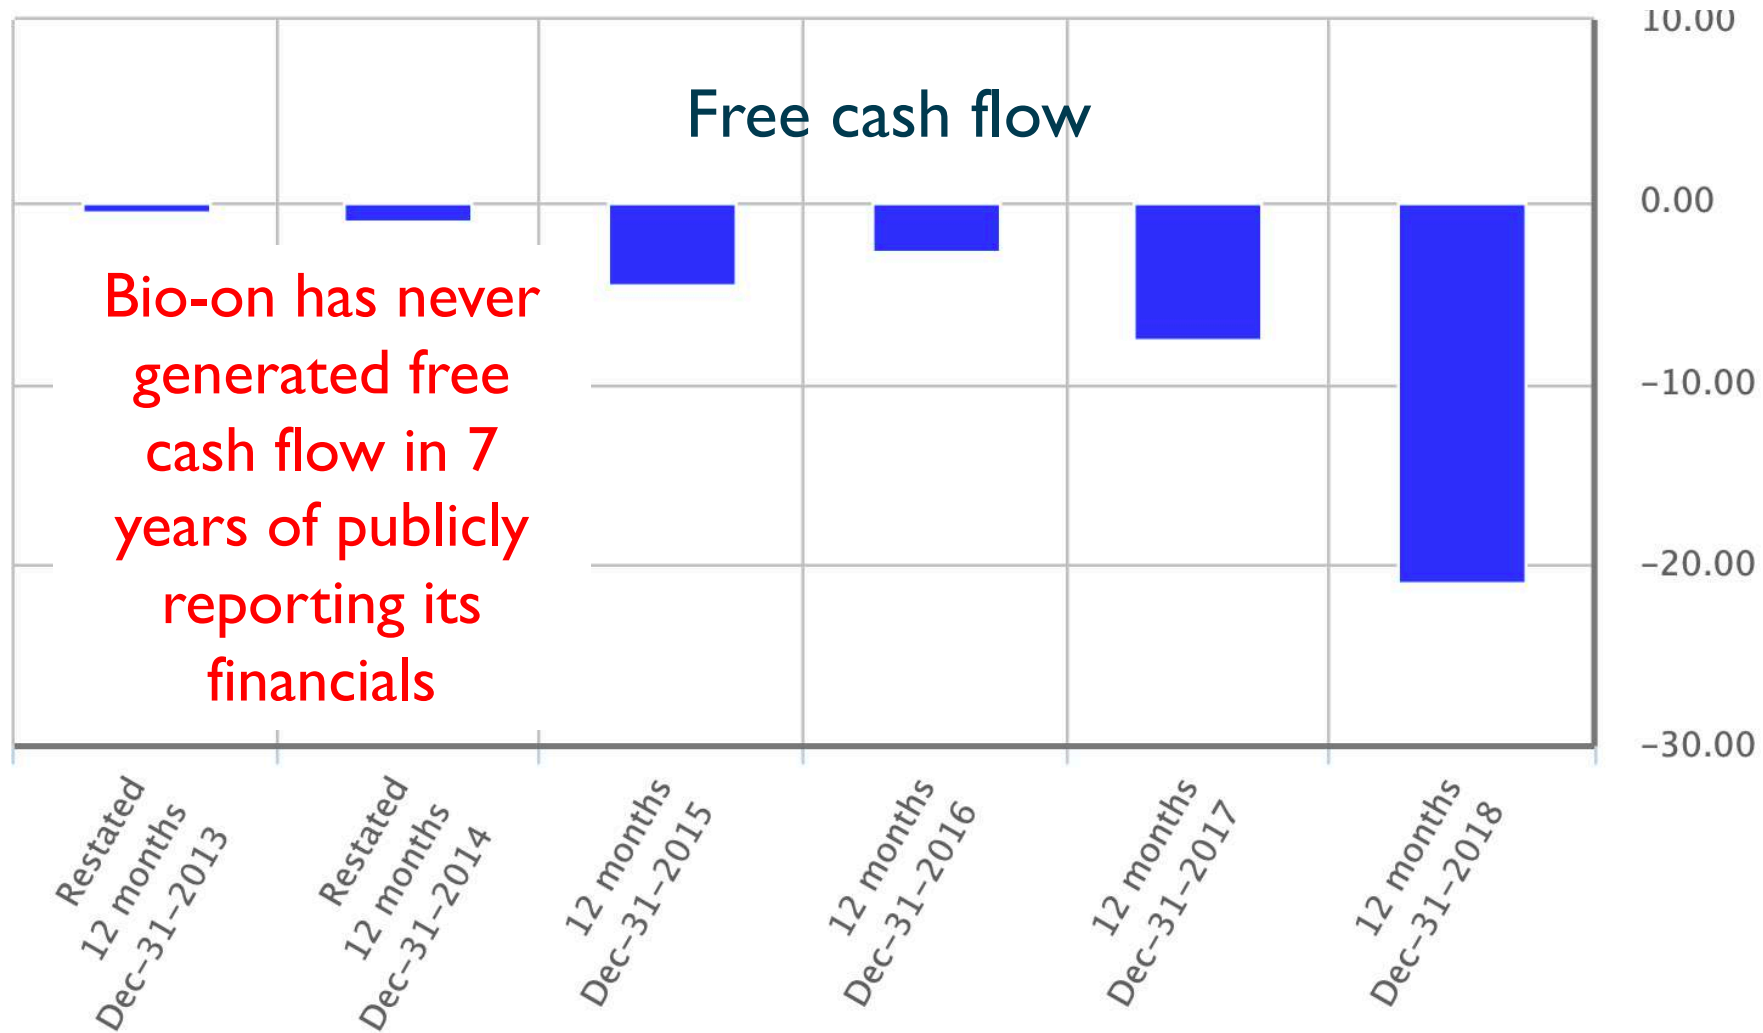 10.00
Free cash flow
0.00
Bio-on has never
generated free
cash flow in 7
years of publicly
reporting its
financials
−10.00
−20.00
−30.00
Restated
12 months
Dec−31−2013
Restated
12 months
Dec−31−2014
12 months
Dec−31−2015
12 months
Dec−31−2016
12 months
Dec−31−2017
12 months
Dec−31−2018